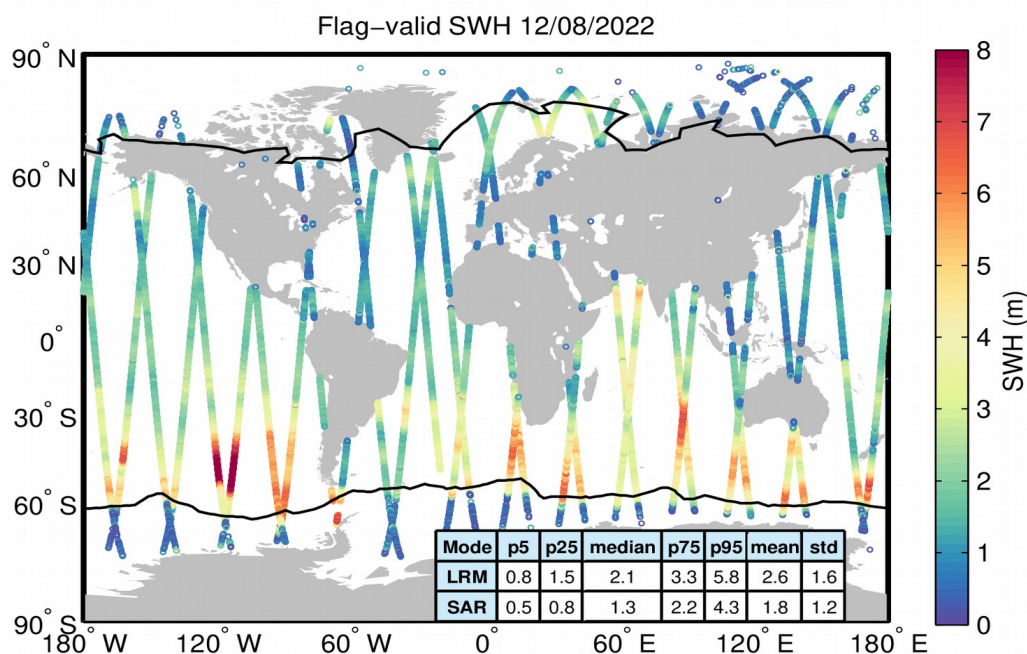 Flag−valid SWH 12/08/2022
90° N
60° N
30° N
0°
30° S
60° S
90° S
180° W
120° W
60° W
0°
60° E
120° E
180° E
8
7
6
5
4
3
2
1
0
SWH (m)
Mode p5 p25 median p75 p95 mean std
LRM 0.8 1.5 2.1 3.3 5.8 2.6 1.6
SAR 0.5 0.8 1.3 2.2 4.3 1.8 1.2